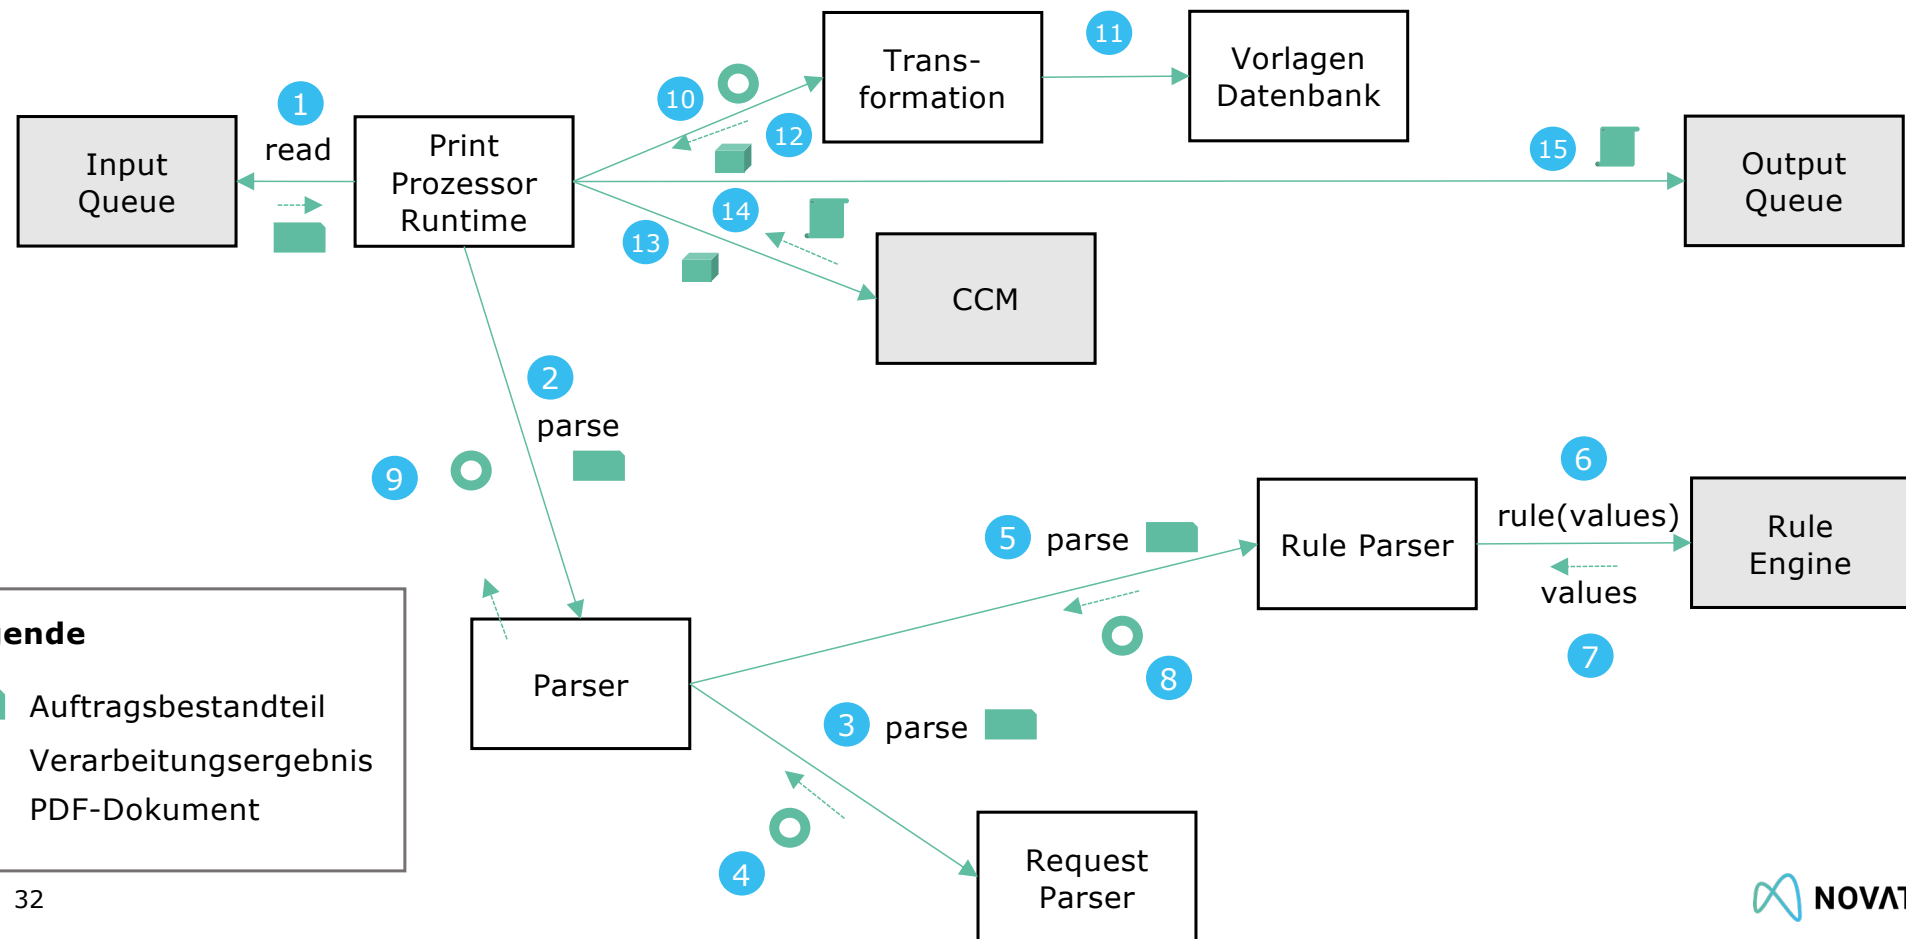 11
Trans-
formation
Vorlagen
Datenbank
10
12
1
read
Input
Queue
Print
Prozessor
Runtime
15
Output
Queue
14
13
CCM
2
parse
9
6
rule(values)
5 parse
Rule Parser
Rule
Engine
values
7
8
gende
Auftragsbestandteil
Verarbeitungsergebnis
PDF-Dokument
Parser
3 parse
4
Request
Parser
32
NOVAT